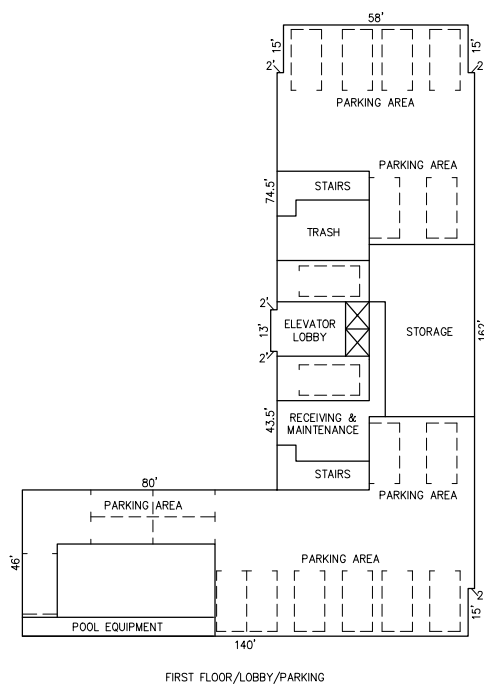 58'
15'
15'
2'
2
PARKING AREA
PARKING AREA
STAIRS
74.5'
TRASH
2'
ELEVATOR
LOBBY
13'
STORAGE
162'
2'
RECEIVING &
MAINTENANCE
43.5'
STAIRS
80'
PARKING AREA
PARKING AREA
46'
PARKING AREA
2
15'
POOL EQUIPMENT
140'
FIRST FLOOR/LOBBY/PARKING